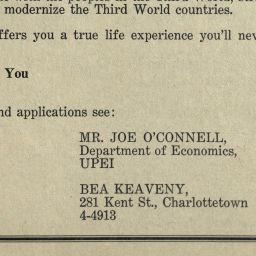 modernize the Third World countries.
ffers you a true life experience you'll nev
You
nd applications see:
MR. JOE O'CONNELL,
Department of Economics,
UPEI
BEA KEAVENY,
281 Kent St., Charlottetown
4-4913